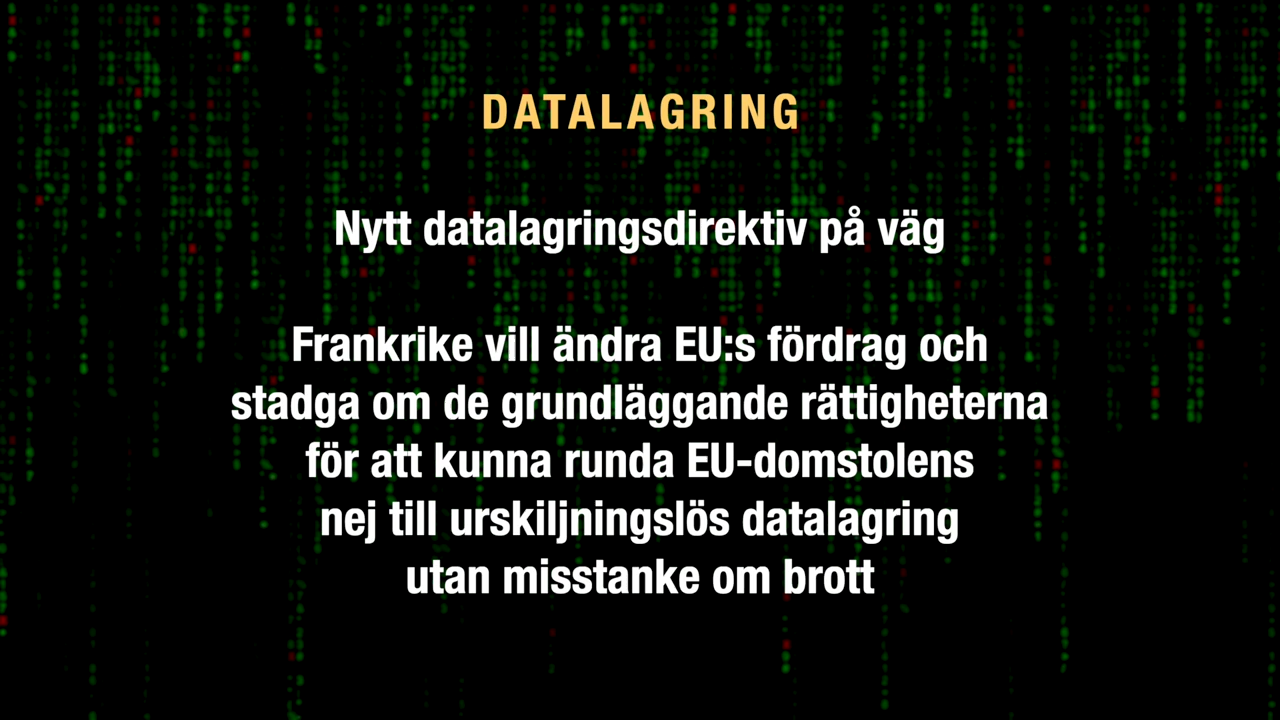 DATALAGRING
Nytt datalagringsdirektiv på väg
Frankrike vill ändra EU:s fördrag och
stadga om de grundläggande rättigheterna
för att kunna runda EU-domstolens
nej till urskiljningslös datalagring
utan misstanke om brott